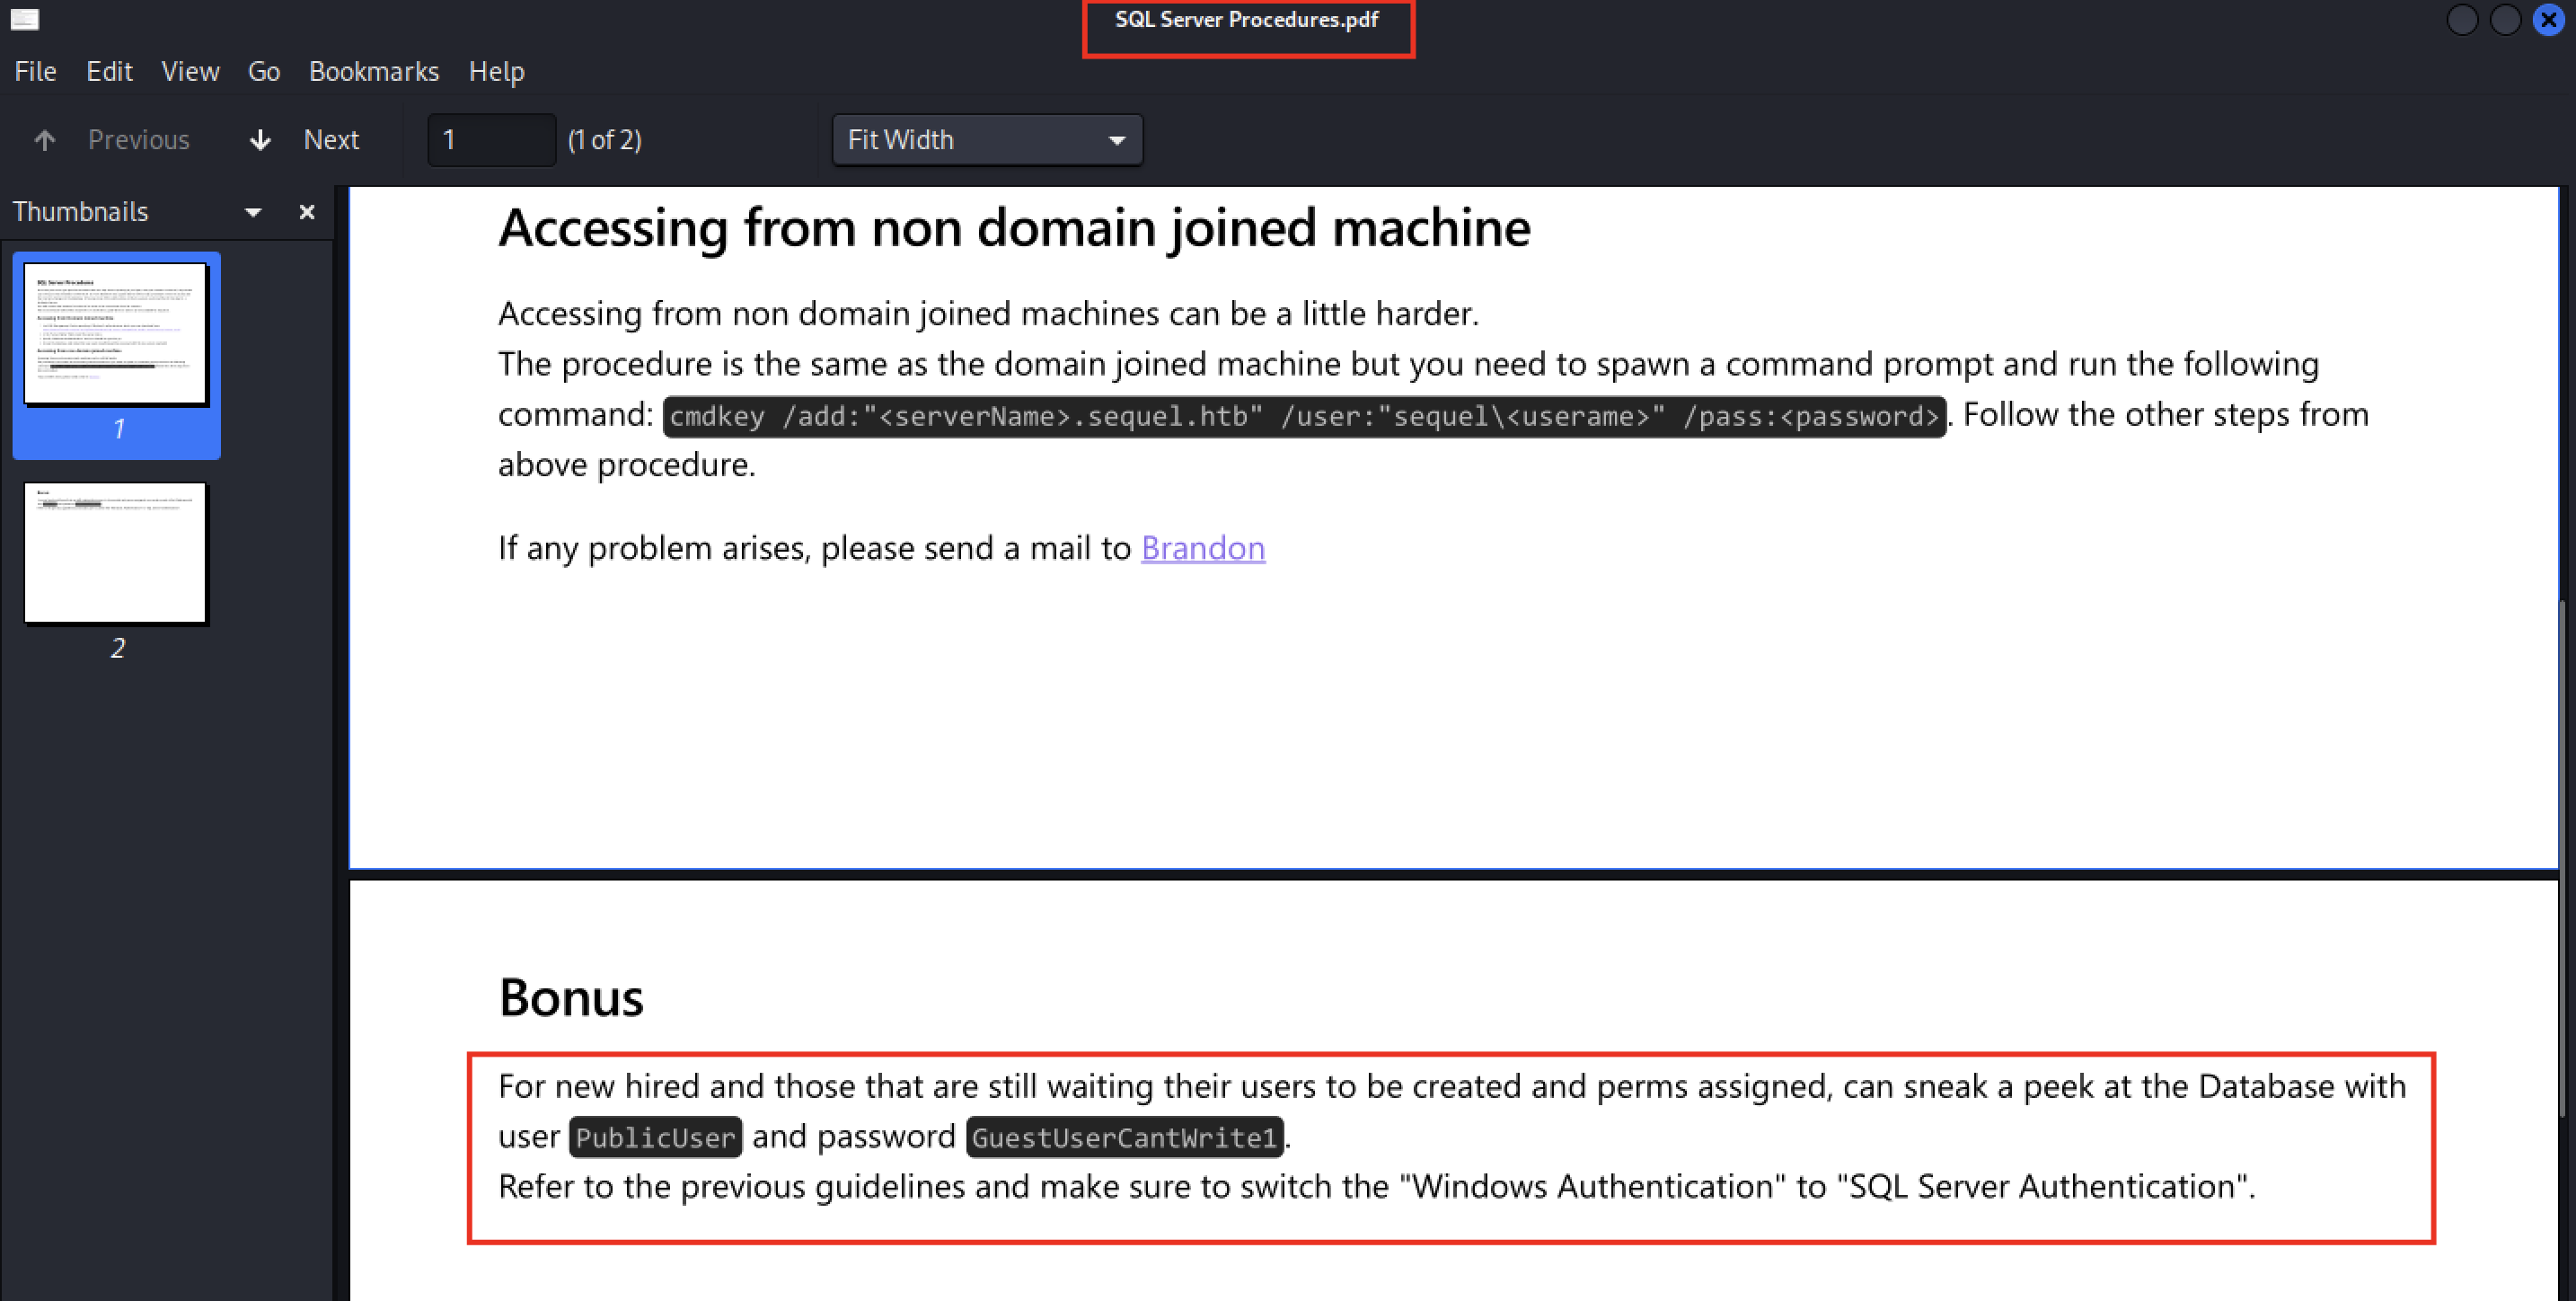 SQL Server Procedures.pdf
File Edit View Go Bookmarks Help
Previous Next 1 (1 of 2) Fit Width
Thumbnails
1
2
Accessing from non domain joined machine
Accessing from non domain joined machines can be a little harder.
The procedure is the same as the domain joined machine but you need to spawn a command prompt and run the following
command: cmdkey /add:"<serverName>.sequel.htb" /user:"sequel\<userame>" /pass:<password>. Follow the other steps from
above procedure.
If any problem arises, please send a mail to Brandon
Bonus
For new hired and those that are still waiting their users to be created and perms assigned, can sneak a peek at the Database with
user PublicUser and password GuestUserCantWrite1.
Refer to the previous guidelines and make sure to switch the "Windows Authentication" to "SQL Server Authentication".